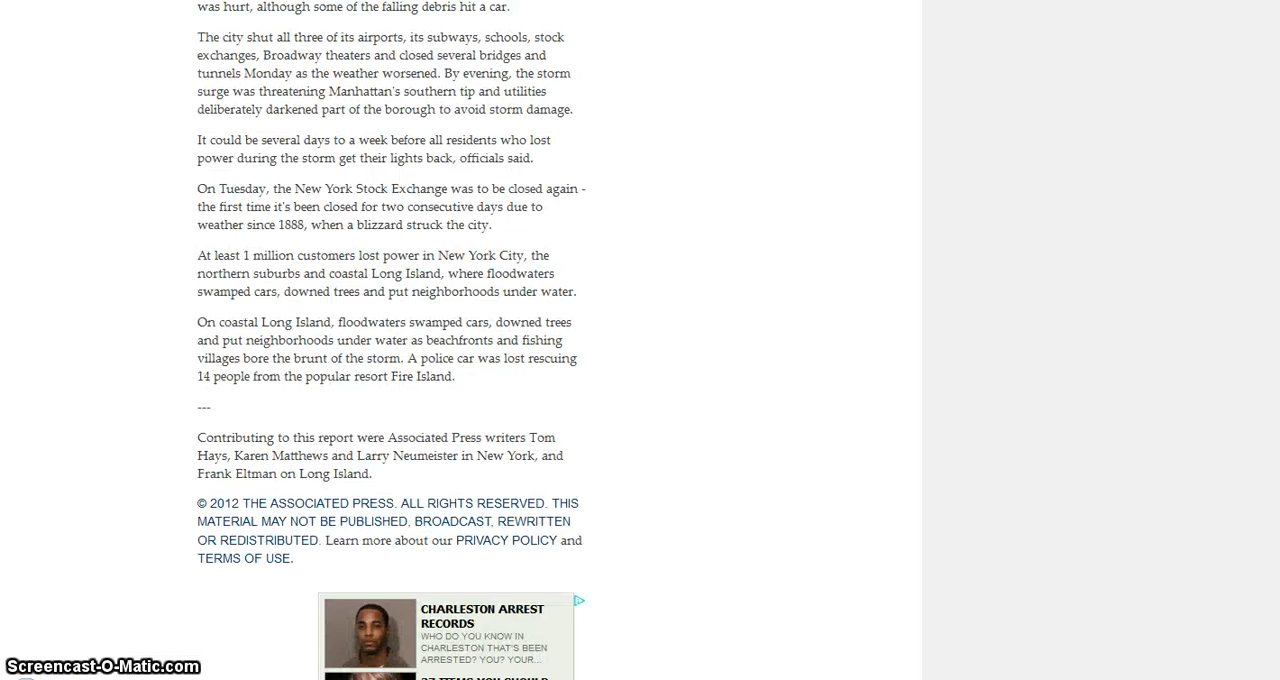 was hurt, although some of the falling debris hit a car.
The city shut all three of its airports, its subways, schools, stock
exchanges, Broadway theaters and closed several bridges and
tunnels Monday as the weather worsened. By evening, the storm
surge was threatening Manhattan's southern tip and utilities
deliberately darkened part of the borough to avoid storm damage.
It could be several days to a week before all residents who lost
power during the storm get their lights back, officials said.
On Tuesday, the New York Stock Exchange was to be closed again -
the first time it's been closed for two consecutive days due to
weather since 1888, when a blizzard struck the city.
At least 1 million customers lost power in New York City, the
northern suburbs and coastal Long Island, where floodwaters
swamped cars, downed trees and put neighborhoods under water.
On coastal Long Island, floodwaters swamped cars, downed trees
and put neighborhoods under water as beachfronts and fishing
villages bore the brunt of the storm. A police car was lost rescuing
14 people from the popular resort Fire Island.
---
Contributing to this report were Associated Press writers Tom
Hays, Karen Matthews and Larry Neumeister in New York, and
Frank Eltman on Long Island.
© 2012 THE ASSOCIATED PRESS. ALL RIGHTS RESERVED. THIS
MATERIAL MAY NOT BE PUBLISHED, BROADCAST, REWRITTEN
OR REDISTRIBUTED. Learn more about our PRIVACY POLICY and
TERMS OF USE.
CHARLESTON ARREST
RECORDS
WHO DO YOU KNOW IN
CHARLESTON THAT'S BEEN
ARRESTED? YOU? YOUR...
27 ITEMS YOU SHOULD
Screencast-O-Matic.com